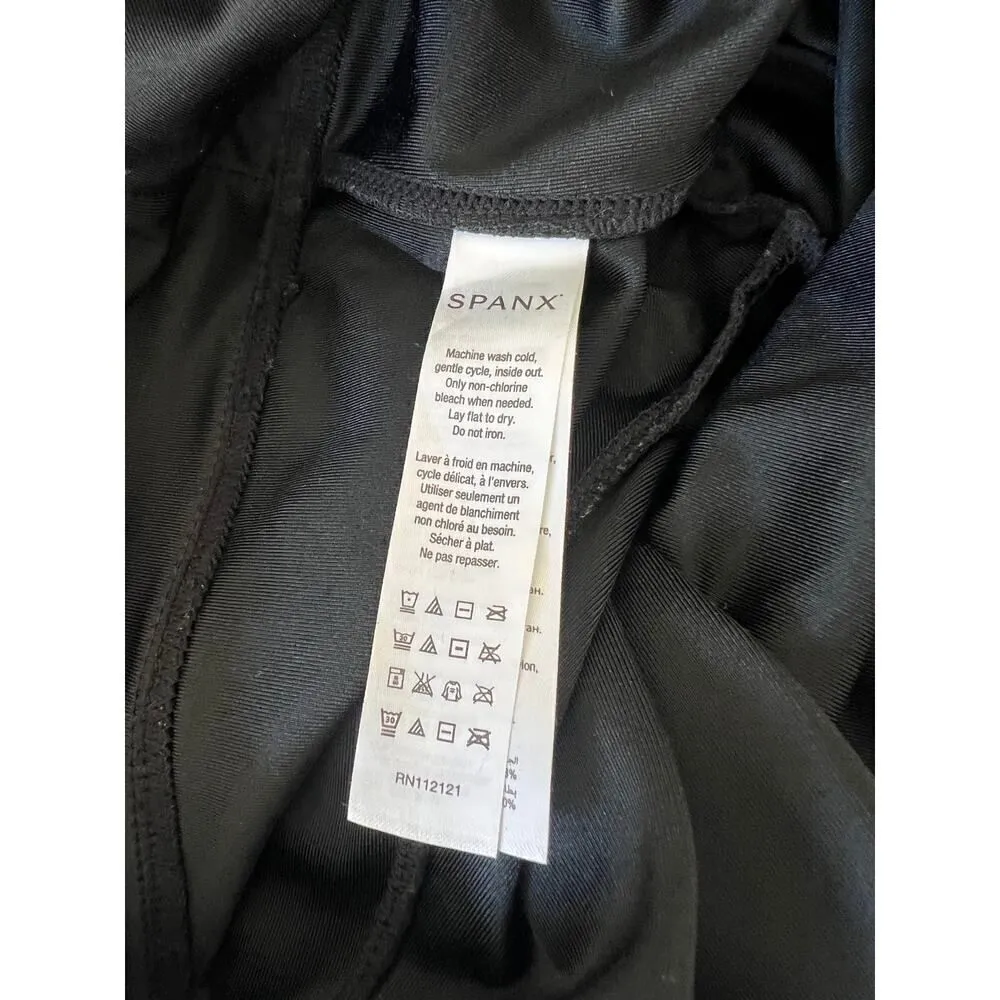 SPANX
Machine wash cold,
gentle cycle, inside out.
Only non-chlorine
bleach when needed.
Lay flat to dry.
Do not iron.
Laver à froid en machine,
cycle délicat, à l'envers.
Utiliser seulement un
agent de blanchiment
non chloré au besoin.
Sécher à plat.
Ne pas repasser.
30
30
RN112121